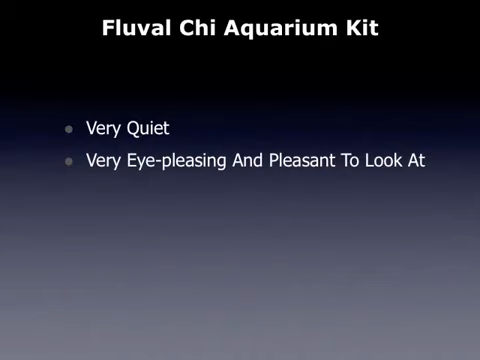 Fluval Chi Aquarium Kit
Very Quiet
Very Eye-pleasing And Pleasant To Look At